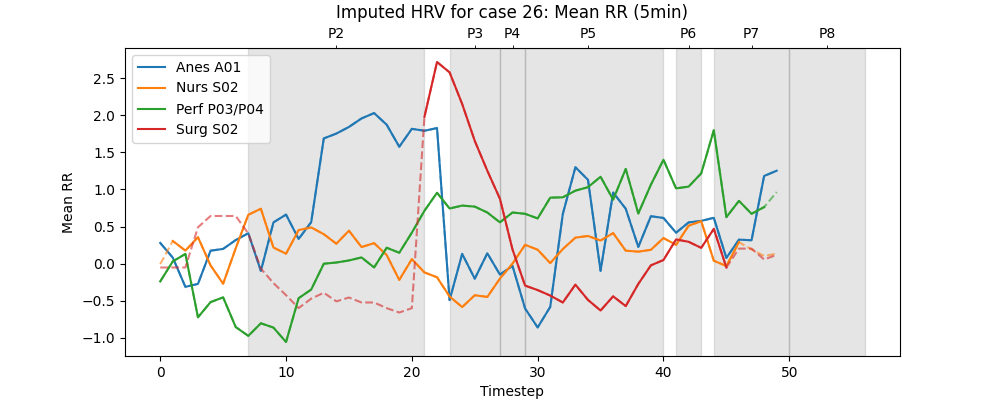 Imputed HRV for case 26: Mean RR (5min)
P2 P3 P4 P5 P6 P7 P8
Anes A01
Nurs S02
Perf P03/P04
Surg S02
2.5
2.0
1.5
1.0
0.5
0.0
−0.5
−1.0
Mean RR
0 10 20 30 40 50
Timestep